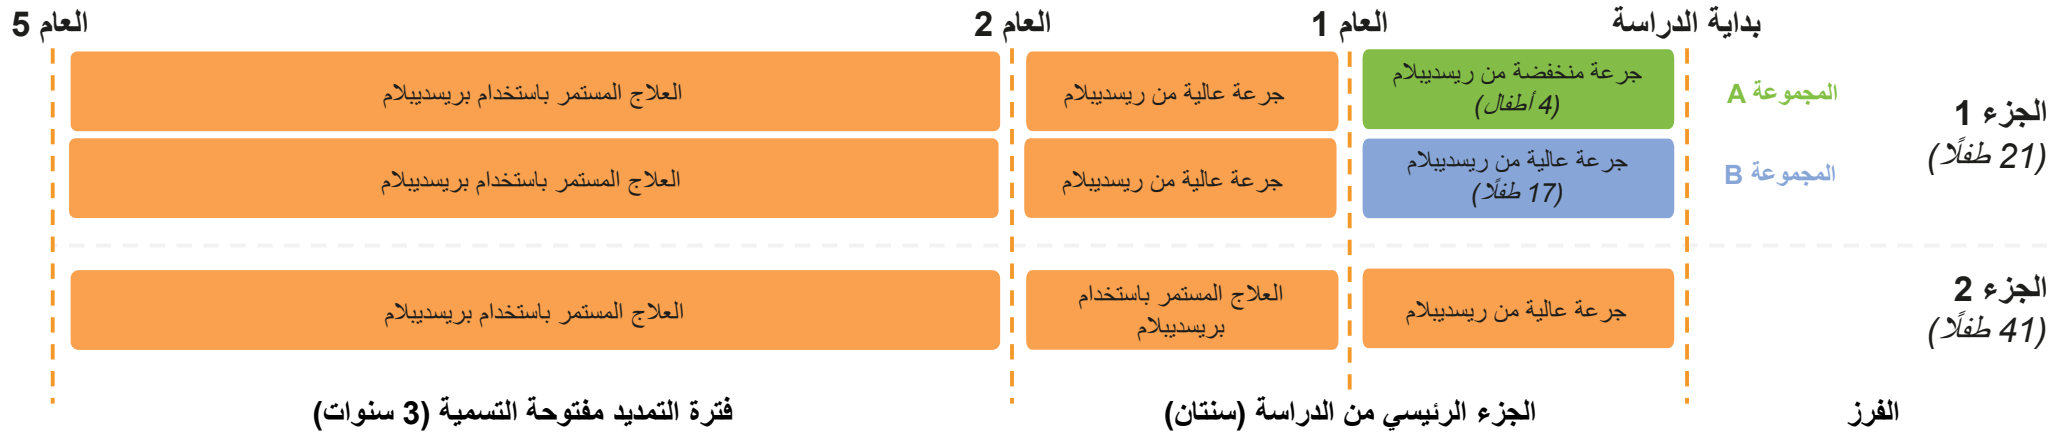 بداية الدراسة
العام 1
العام 2
العام 5
الجزء 1
(21 طفلًا)
المجموعة A
جرعة منخفضة من ريسديبلام
(4 أطفال)
جرعة عالية من ريسديبلام
العلاج المستمر باستخدام بريسديبلام
المجموعة B
جرعة عالية من ريسديبلام
(17 طفلًا)
جرعة عالية من ريسديبلام
العلاج المستمر باستخدام بريسديبلام
الجزء 2
(41 طفلًا)
جرعة عالية من ريسديبلام
العلاج المستمر باستخدام
بريسديبلام
العلاج المستمر باستخدام بريسديبلام
الفرز
الجزء الرئيسي من الدراسة (سنتان)
فترة التمديد مفتوحة التسمية (3 سنوات)